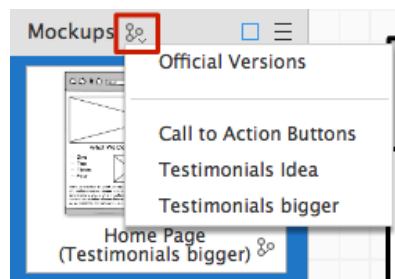 Mockups
Official Versions
Call to Action Buttons
Testimonials Idea
Testimonials bigger
Home Page
(Testimonials bigger)